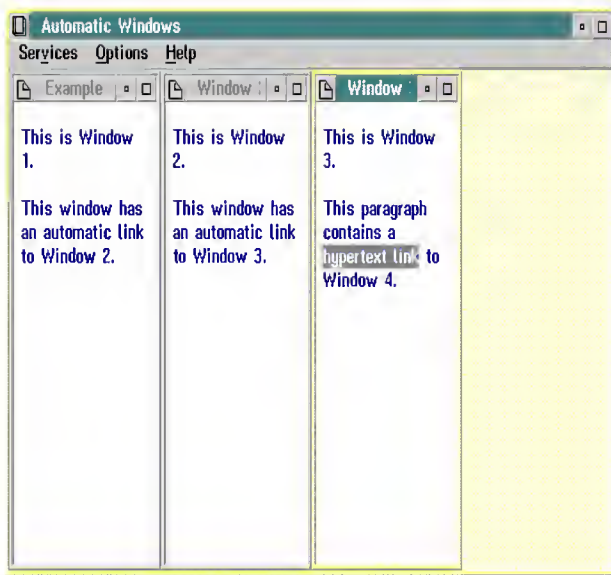 Automatic Windows
Services Options Help
Example
Window
Window
This is Window
1.
This window has
an automatic link
to Window 2.
This is Window
2.
This window has
an automatic link
to Window 3.
This is Window
3.
This paragraph
contains a
hypertext link to
Window 4.